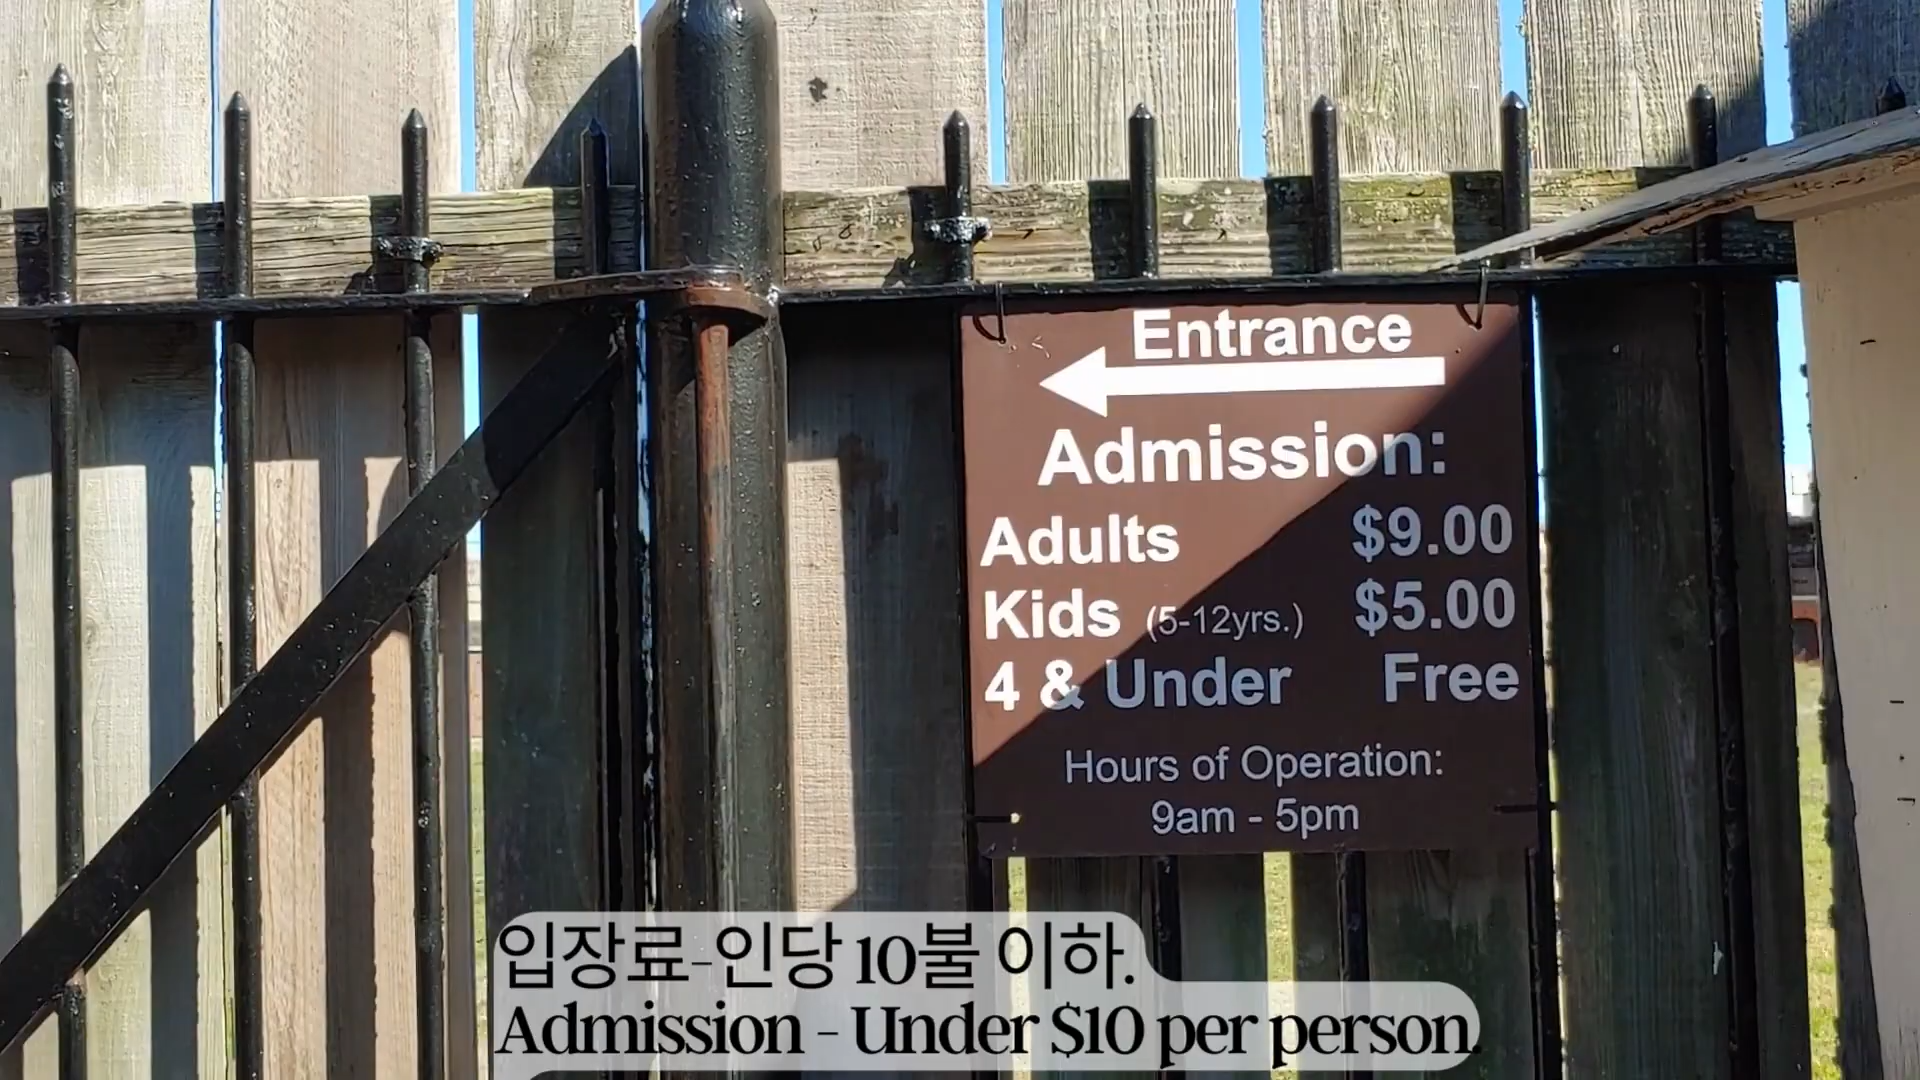 Entrance
Admission:
Adults $9.00
Kids (5-12yrs.) $5.00
4 & Under Free
Hours of Operation:
9am - 5pm
입장료-인당 10불 이하.
Admission - Under $10 per person.